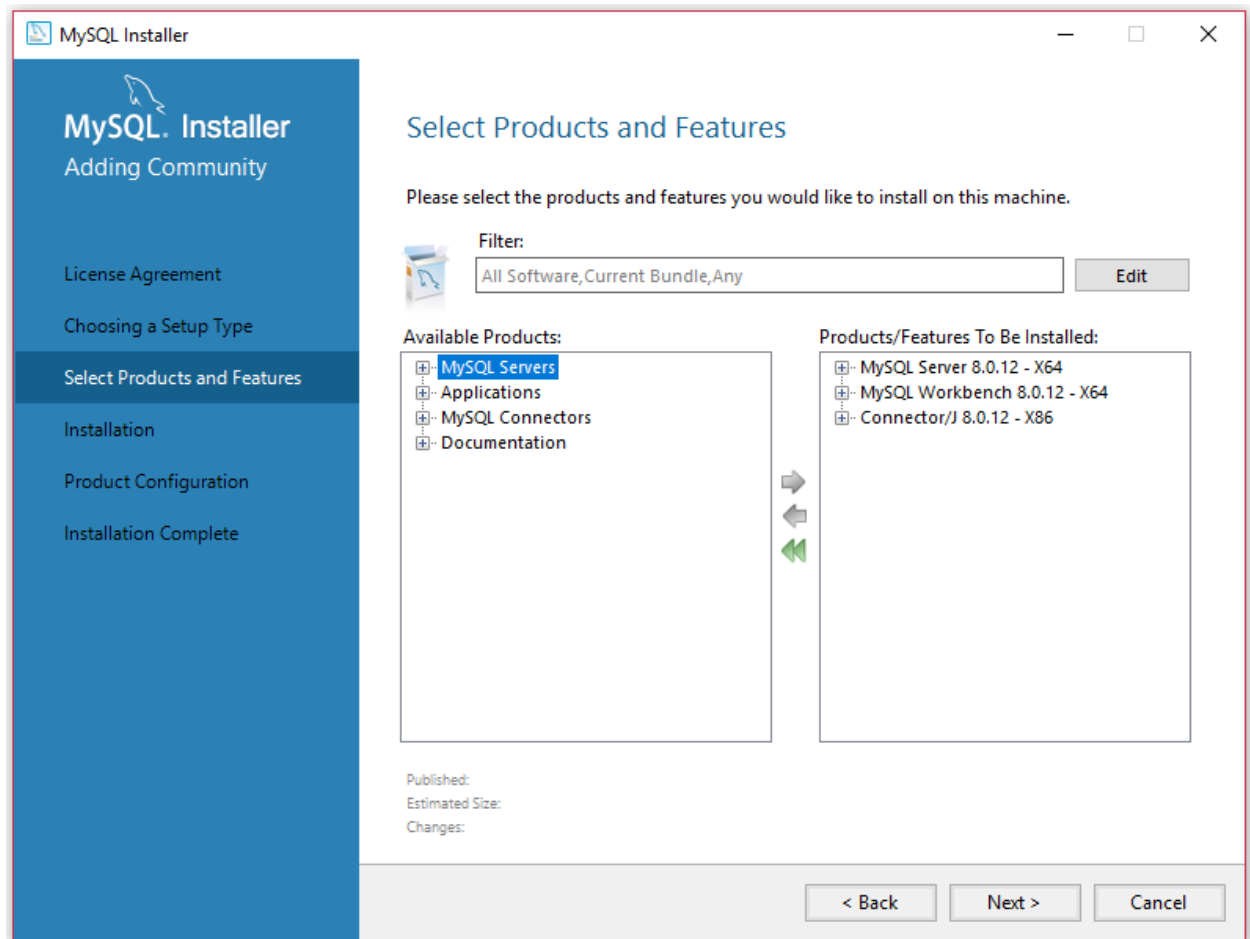 MySQL Installer
MySQL. Installer
Adding Community
License Agreement
Choosing a Setup Type
Select Products and Features
Installation
Product Configuration
Installation Complete
Select Products and Features
Please select the products and features you would like to install on this machine.
Filter:
All Software,Current Bundle,Any
Edit
Available Products:
MySQL Servers
Applications
MySQL Connectors
Documentation
Products/Features To Be Installed:
MySQL Server 8.0.12 - X64
MySQL Workbench 8.0.12 - X64
Connector/J 8.0.12 - X86
Published:
Estimated Size:
Changes:
< Back
Next >
Cancel